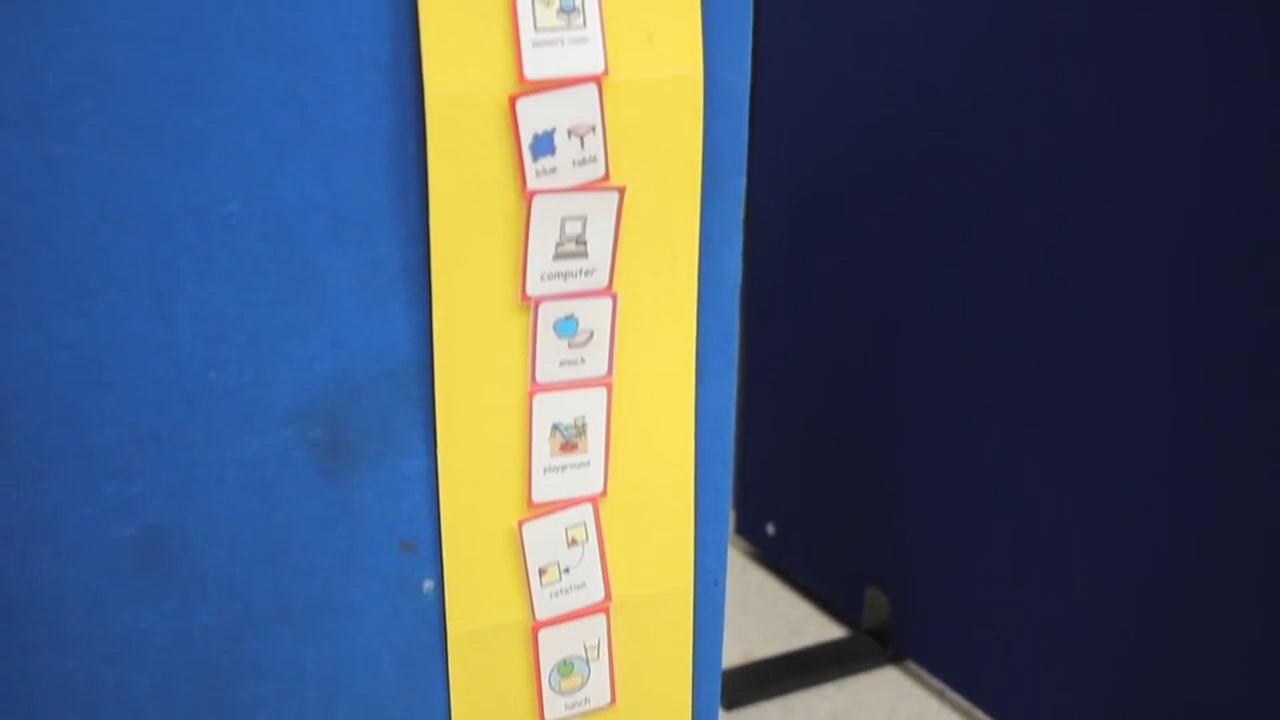 blue table
computer
snack
playground
rotation
lunch